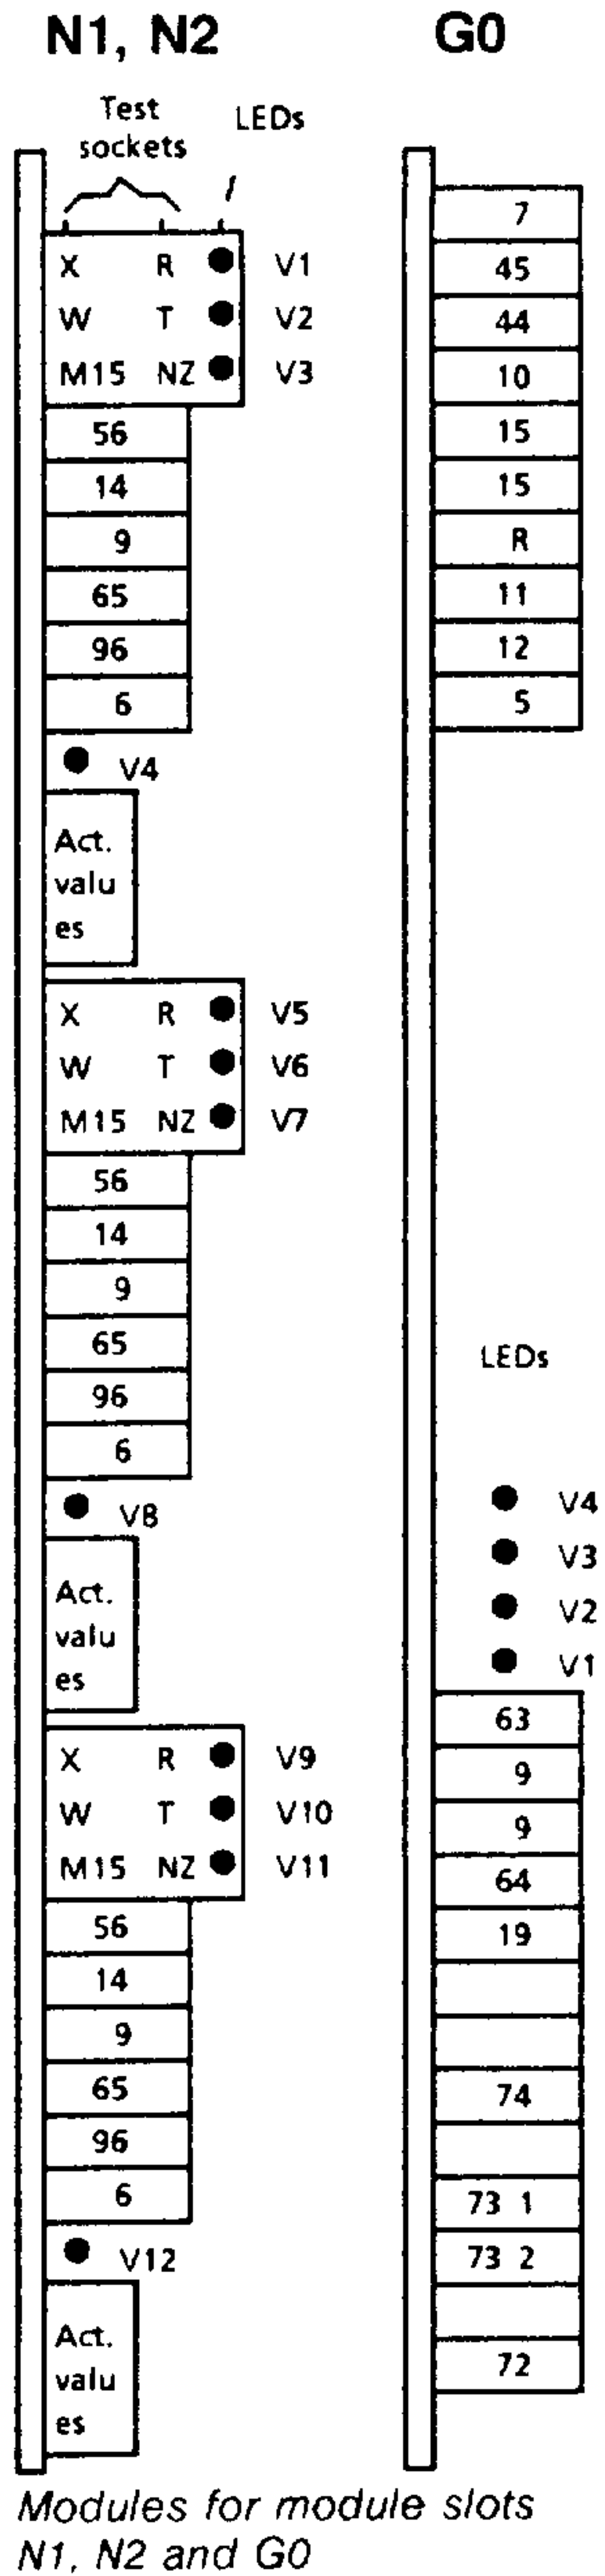 N1, N2
Test
sockets
LEDs
X R V1
W T V2
M15 NZ V3
56
14
9
65
96
6
V4
Act.
valu
es
X R V5
W T V6
M15 NZ V7
56
14
9
65
96
6
V8
Act.
valu
es
X R V9
W T V10
M15 NZ V11
56
14
9
65
96
6
V12
Act.
valu
es
G0
7
45
44
10
15
15
R
11
12
5
LEDs
V4
V3
V2
V1
63
9
9
64
19
74
73 1
73 2
72
Modules for module slots
N1, N2 and G0